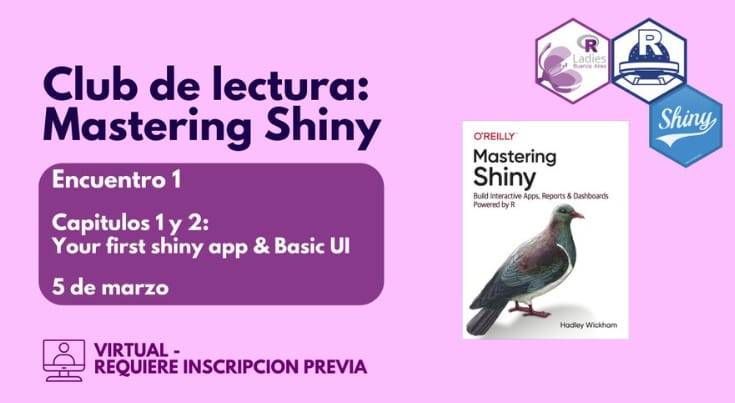 Club de lectura:
Mastering Shiny
Encuentro 1
Capitulos 1 y 2:
Your first shiny app & Basic UI
5 de marzo
VIRTUAL -
REQUIERE INSCRIPCION PREVIA
R
Ladies
Buenos Aires
R
Shiny
O'REILLY
Mastering
Shiny
Build Interactive Apps, Reports & Dashboards
Powered by R
Hadley Wickham